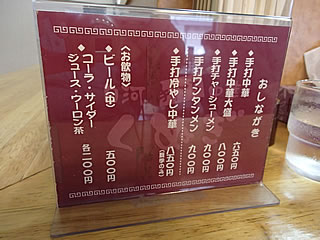 おしながき
◆手打中華 六五〇円
◆手打中華大盛 八〇〇円
◆手打チャーシューメン 九〇〇円
◆手打ワンタンメン 九〇〇円
◆手打冷やし中華 八五〇円
(夏季のみ)
〈お飲物〉
◆ビール(中) 五〇〇円
◆コーラ・サイダー
ジュース・ウーロン茶 各二〇〇円